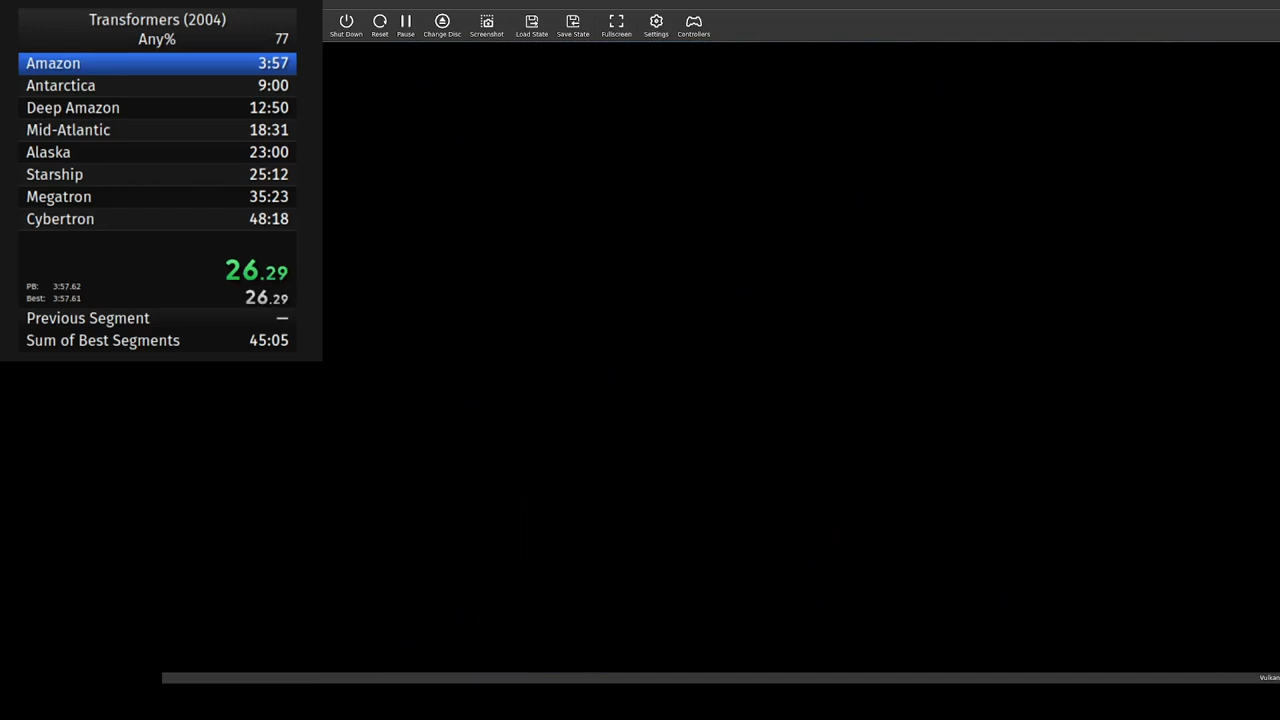 Transformers (2004)
Any% 77
Amazon 3:57
Antarctica 9:00
Deep Amazon 12:50
Mid-Atlantic 18:31
Alaska 23:00
Starship 25:12
Megatron 35:23
Cybertron 48:18
26.29
PB: 3:57.62
Best: 3:57.61 26.29
Previous Segment —
Sum of Best Segments 45:05
Shut Down Reset Pause Change Disc Screenshot Load State Save State Fullscreen Settings Controllers
Vulkan